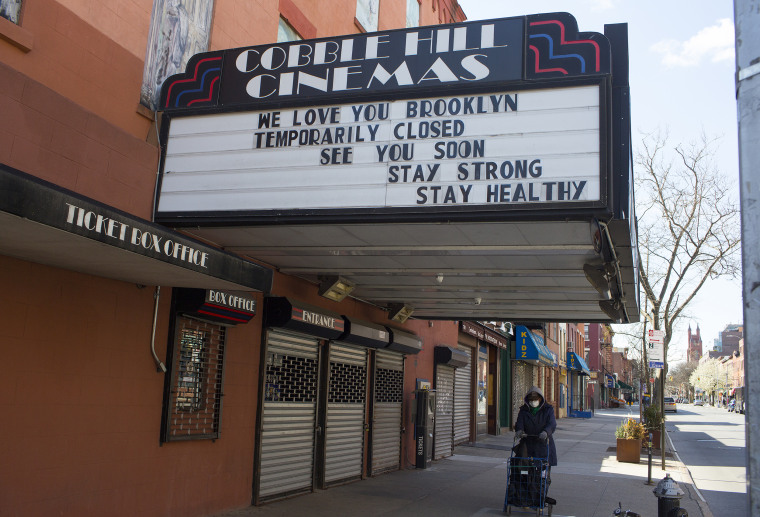 COBBLE HILL
CINEMAS
WE LOVE YOU BROOKLYN
TEMPORARILY CLOSED
SEE YOU SOON
STAY STRONG
STAY HEALTHY
TICKET BOX OFFICE
BOX OFFICE
ENTRANCE
KIDZ
TICKETS